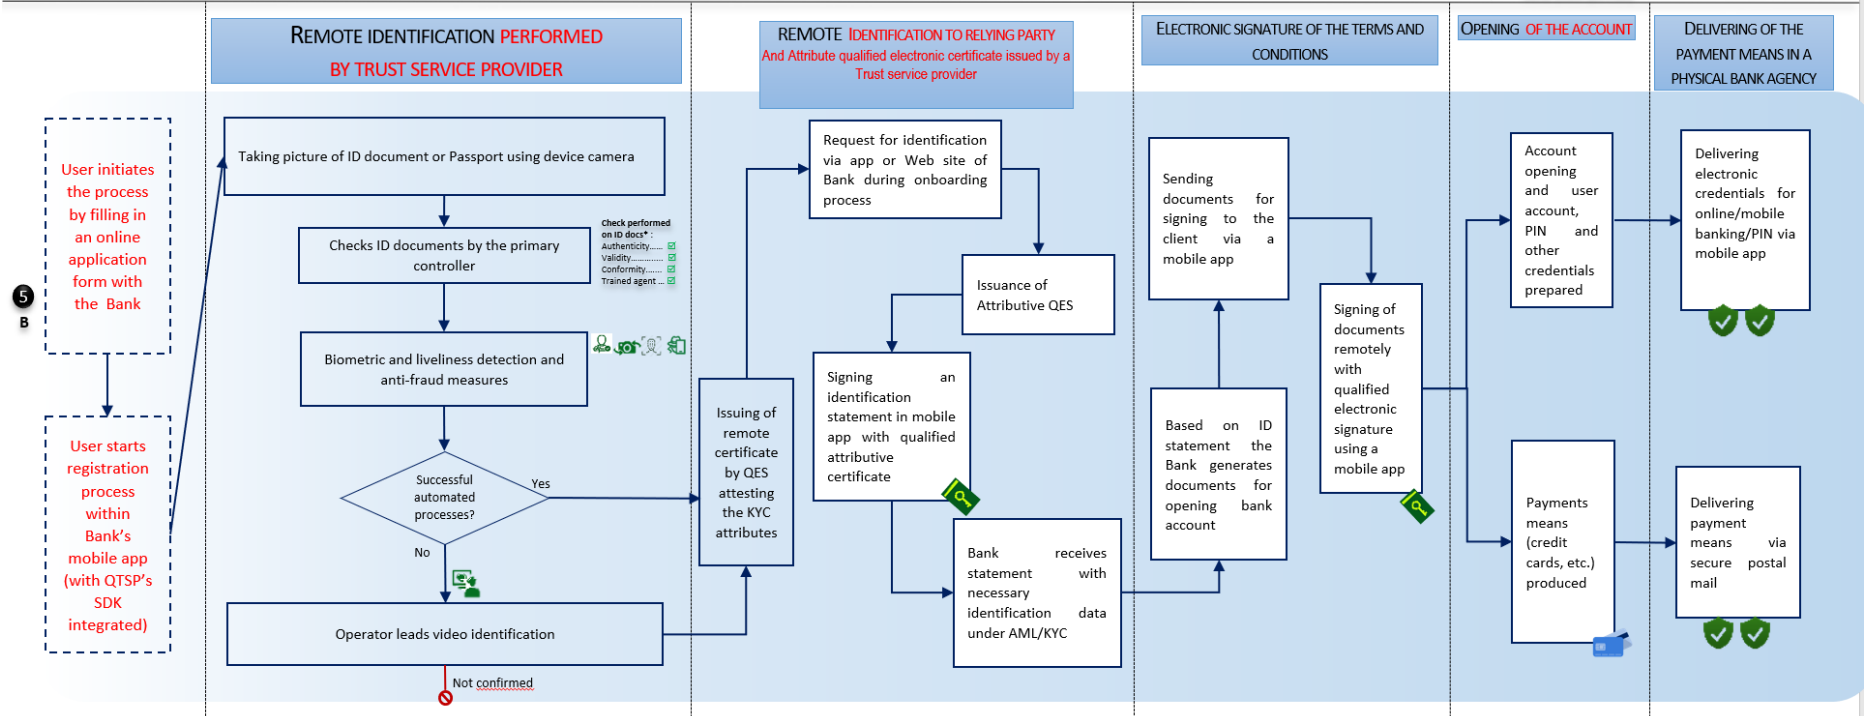 REMOTE IDENTIFICATION PERFORMED
BY TRUST SERVICE PROVIDER
REMOTE IDENTIFICATION TO RELYING PARTY
And Attribute qualified electronic certificate issued by a
Trust service provider
ELECTRONIC SIGNATURE OF THE TERMS AND
CONDITIONS
OPENING OF THE ACCOUNT
DELIVERING OF THE
PAYMENT MEANS IN A
PHYSICAL BANK AGENCY
5
B
User initiates
the process
by filling in
an online
application
form with
the Bank
User starts
registration
process
within
Bank's
mobile app
(with QTSP's
SDK
integrated)
Taking picture of ID document or Passport using device camera
Checks ID documents by the primary
controller
Check performed
on ID docs* :
Authenticity......
Validity..............
Conformity.......
Trained agent ...
Biometric and liveliness detection and
anti-fraud measures
Successful
automated
processes?
Yes
No
Operator leads video identification
Not confirmed
Issuing of
remote
certificate
by QES
attesting
the KYC
attributes
Request for identification
via app or Web site of
Bank during onboarding
process
Issuance of
Attributive QES
Signing an
identification
statement in mobile
app with qualified
attributive
certificate
Bank receives
statement with
necessary
identification data
under AML/KYC
Sending
documents for
signing to the
client via a
mobile app
Based on ID
statement the
Bank generates
documents for
opening bank
account
Signing of
documents
remotely
with
qualified
electronic
signature
using a
mobile app
Account
opening
and user
account,
PIN and
other
credentials
prepared
Payments
means
(credit
cards, etc.)
produced
Delivering
electronic
credentials for
online/mobile
banking/PIN via
mobile app
Delivering
payment
means via
secure postal
mail